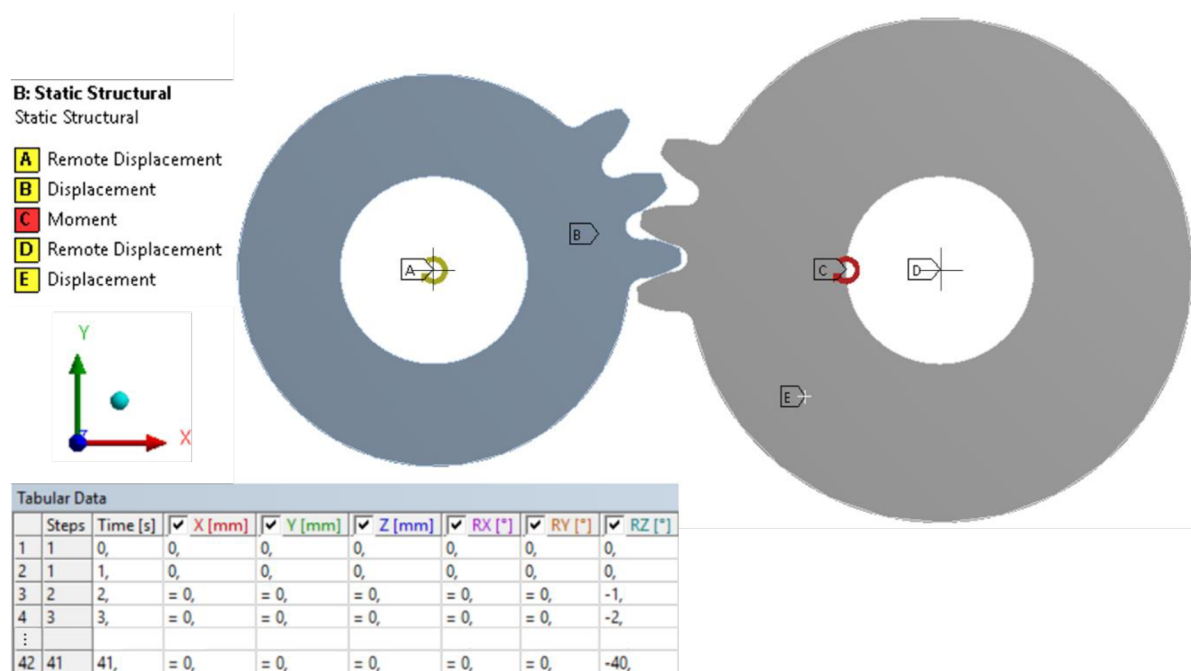 B: Static Structural
Static Structural
A Remote Displacement
B Displacement
C Moment
D Remote Displacement
E Displacement
Y
Z
X
A
B
C
D
E
Tabular Data
Steps Time [s] X [mm] Y [mm] Z [mm] RX [°] RY [°] RZ [°]
1 1 0, 0, 0, 0, 0, 0, 0,
2 1 1, 0, 0, 0, 0, 0, 0,
3 2 2, = 0, = 0, = 0, = 0, = 0, -1,
4 3 3, = 0, = 0, = 0, = 0, = 0, -2,
⋮
42 41 41, = 0, = 0, = 0, = 0, = 0, -40,